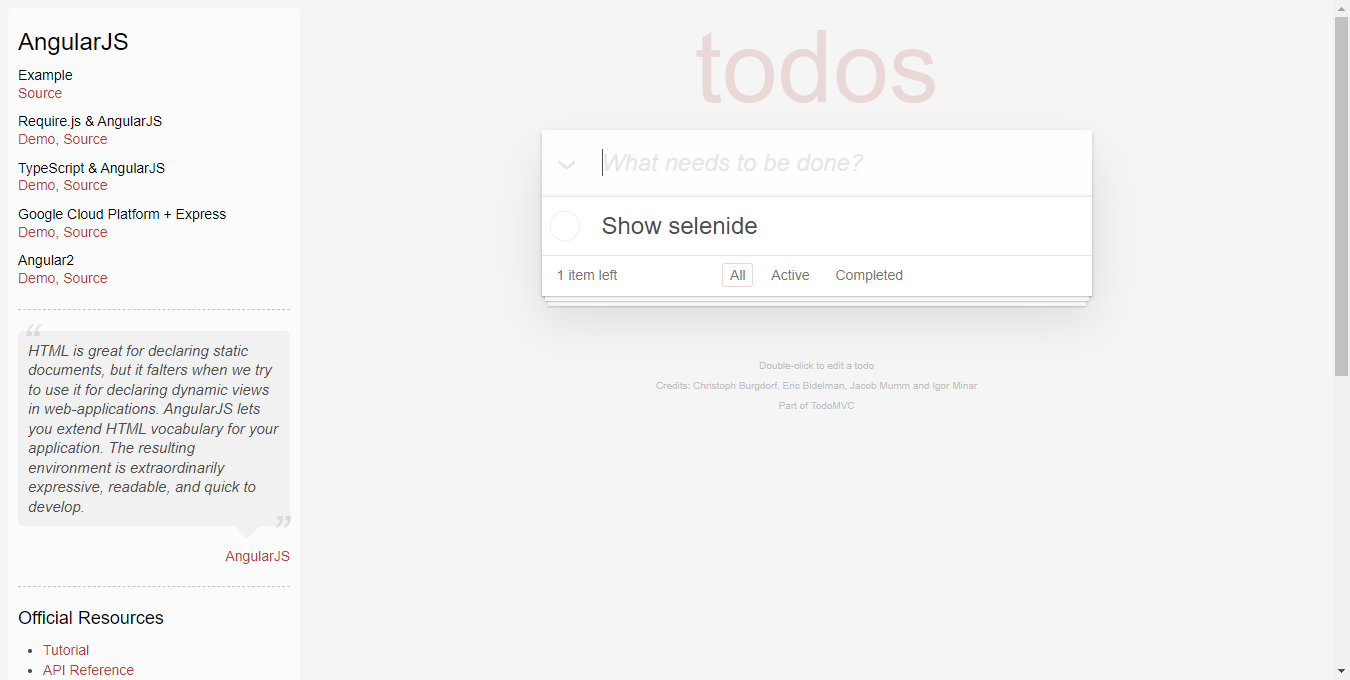 AngularJS
Example
Source
Require.js & AngularJS
Demo, Source
TypeScript & AngularJS
Demo, Source
Google Cloud Platform + Express
Demo, Source
Angular2
Demo, Source
“
HTML is great for declaring static
documents, but it falters when we try
to use it for declaring dynamic views
in web-applications. AngularJS lets
you extend HTML vocabulary for your
application. The resulting
environment is extraordinarily
expressive, readable, and quick to
develop.
”
AngularJS
Official Resources
• Tutorial
• API Reference
todos
What needs to be done?
Show selenide
1 item left All Active Completed
Double-click to edit a todo
Credits: Christoph Burgdorf, Eric Bidelman, Jacob Mumm and Igor Minar
Part of TodoMVC